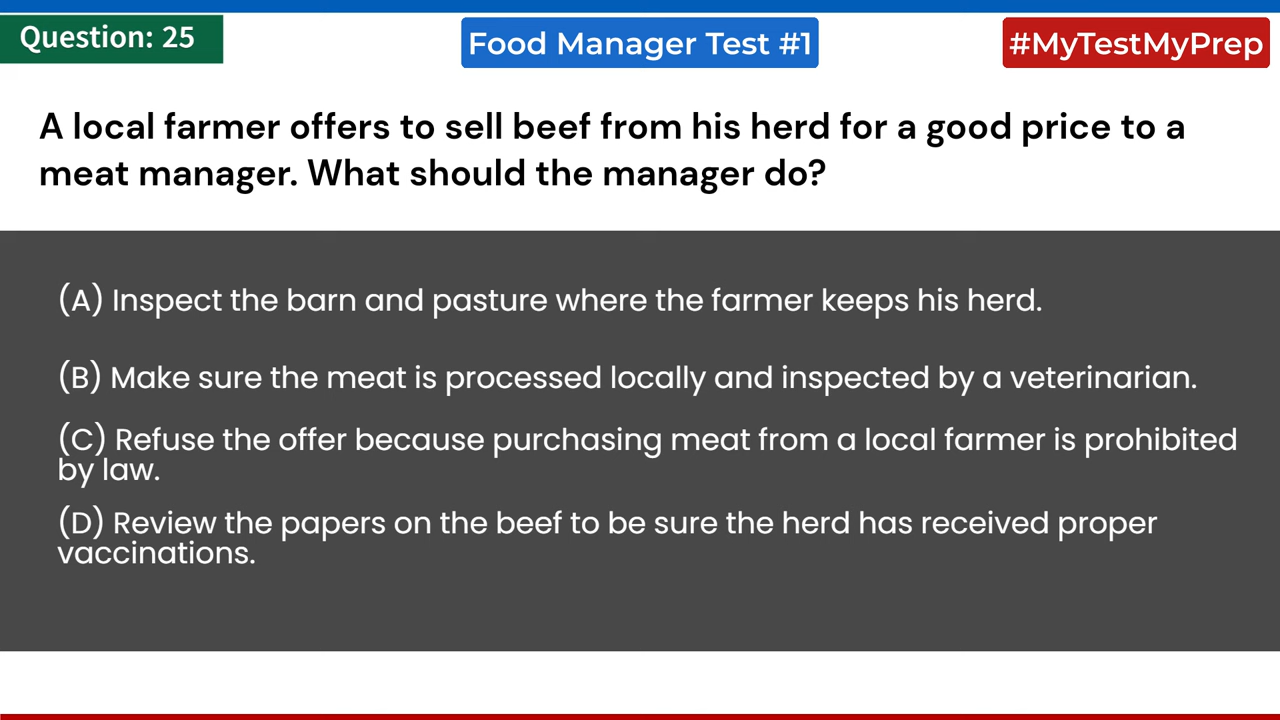 Question: 25
Food Manager Test #1
#MyTestMyPrep
A local farmer offers to sell beef from his herd for a good price to a
meat manager. What should the manager do?
(A) Inspect the barn and pasture where the farmer keeps his herd.
(B) Make sure the meat is processed locally and inspected by a veterinarian.
(C) Refuse the offer because purchasing meat from a local farmer is prohibited
by law.
(D) Review the papers on the beef to be sure the herd has received proper
vaccinations.